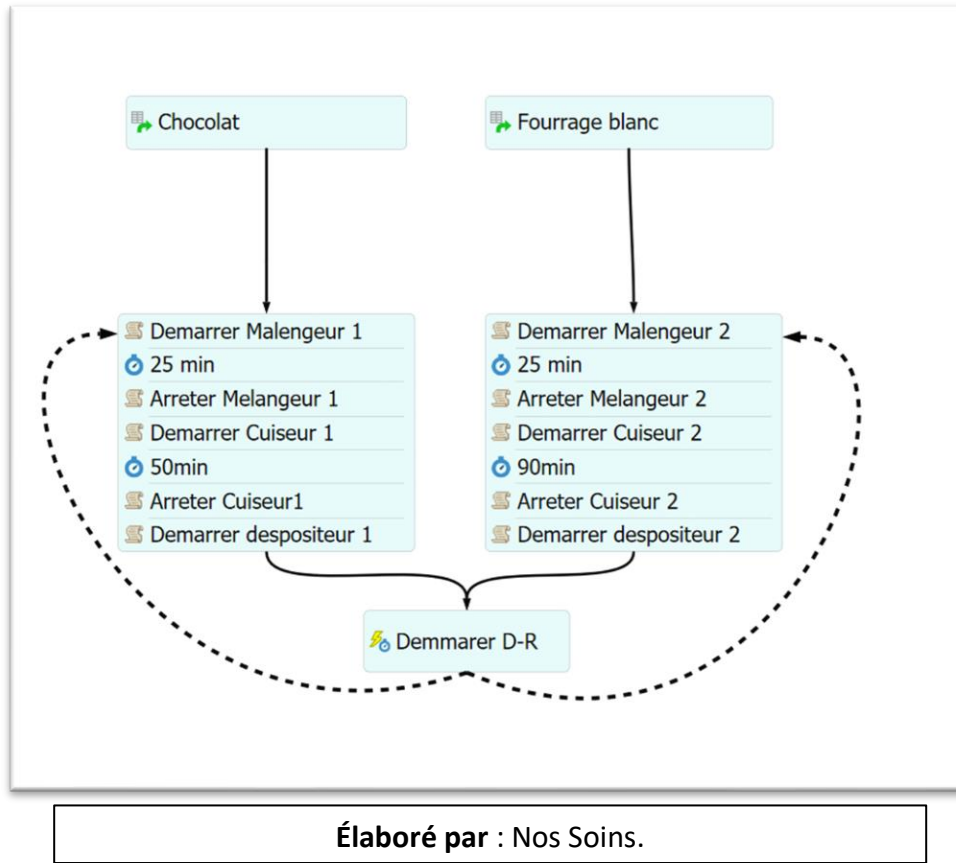 Chocolat
Fourrage blanc
Demarrer Malengeur 1
25 min
Arreter Melangeur 1
Demarrer Cuiseur 1
50min
Arreter Cuiseur1
Demarrer despositeur 1
Demarrer Malengeur 2
25 min
Arreter Melangeur 2
Demarrer Cuiseur 2
90min
Arreter Cuiseur 2
Demarrer despositeur 2
Demmarer D-R
Élaboré par : Nos Soins.